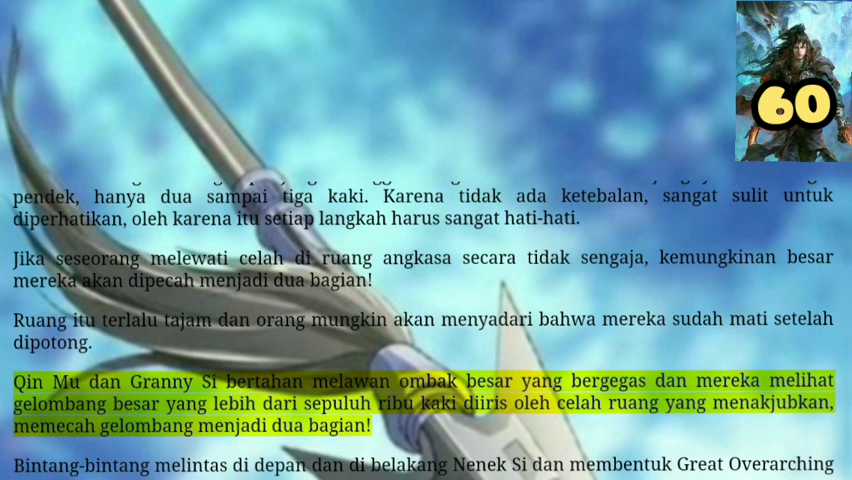 60
pendek, hanya dua sampai tiga kaki. Karena tidak ada ketebalan, sangat sulit untuk
diperhatikan, oleh karena itu setiap langkah harus sangat hati-hati.
Jika seseorang melewati celah di ruang angkasa secara tidak sengaja, kemungkinan besar
mereka akan dipecah menjadi dua bagian!
Ruang itu terlalu tajam dan orang mungkin akan menyadari bahwa mereka sudah mati setelah
dipotong.
Qin Mu dan Granny Si bertahan melawan ombak besar yang bergegas dan mereka melihat
gelombang besar yang lebih dari sepuluh ribu kaki diiris oleh celah ruang yang menakjubkan,
memecah gelombang menjadi dua bagian!
Bintang-bintang melintas di depan dan di belakang Nenek Si dan membentuk Great Overarching